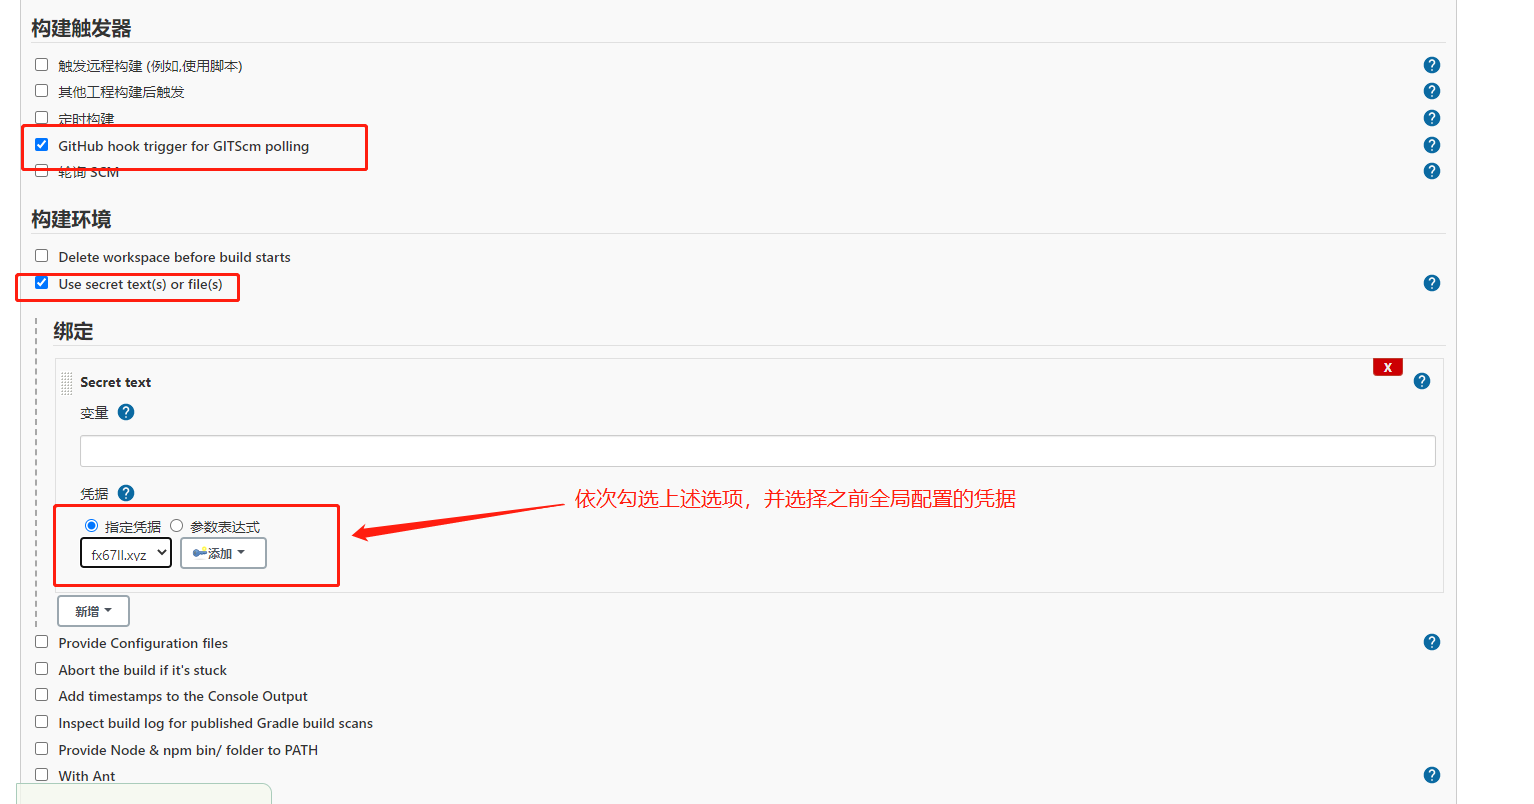 构建触发器
触发远程构建 (例如,使用脚本)
其他工程构建后触发
定时构建
GitHub hook trigger for GITScm polling
轮询 SCM
构建环境
Delete workspace before build starts
Use secret text(s) or file(s)
绑定
X
Secret text
变量
凭据
依次勾选上述选项，并选择之前全局配置的凭据
指定凭据 参数表达式
fx67ll.xyz 添加
新增
Provide Configuration files
Abort the build if it's stuck
Add timestamps to the Console Output
Inspect build log for published Gradle build scans
Provide Node & npm bin/ folder to PATH
With Ant